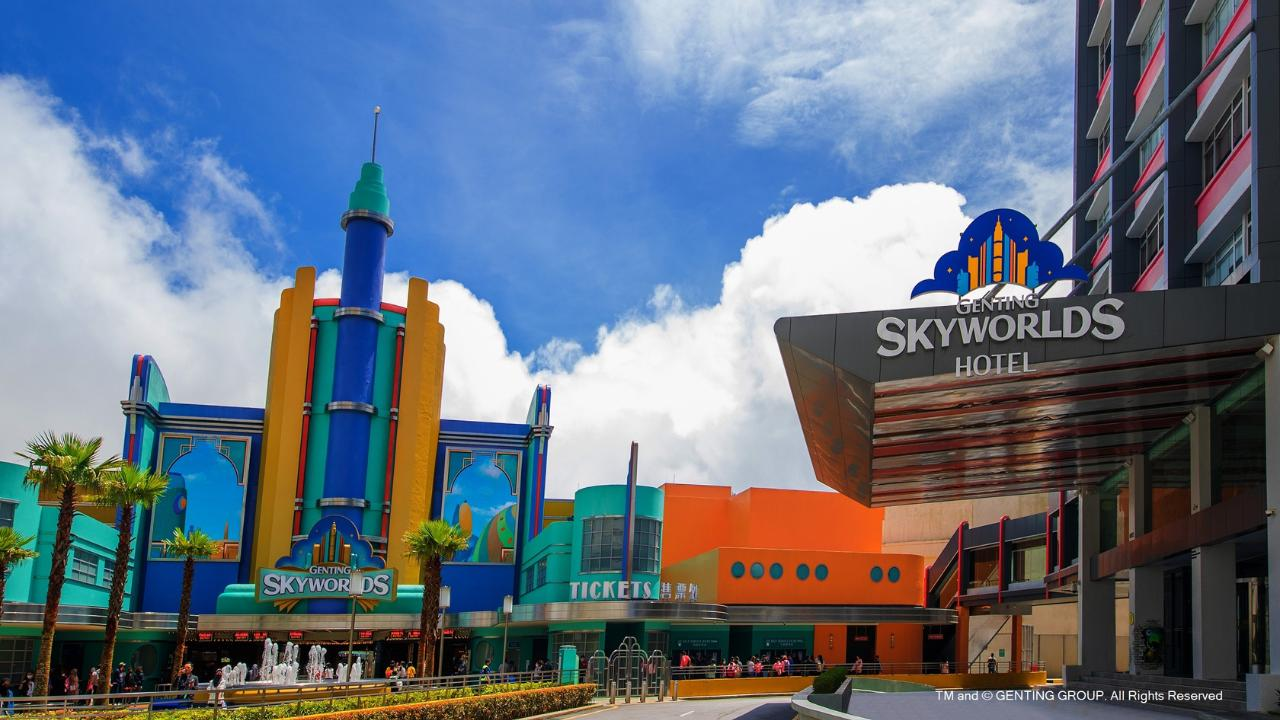 GENTING
SKYWORLDS
HOTEL
GENTING
SKYWORLDS
TICKETS 售票处
TM and © GENTING GROUP. All Rights Reserved